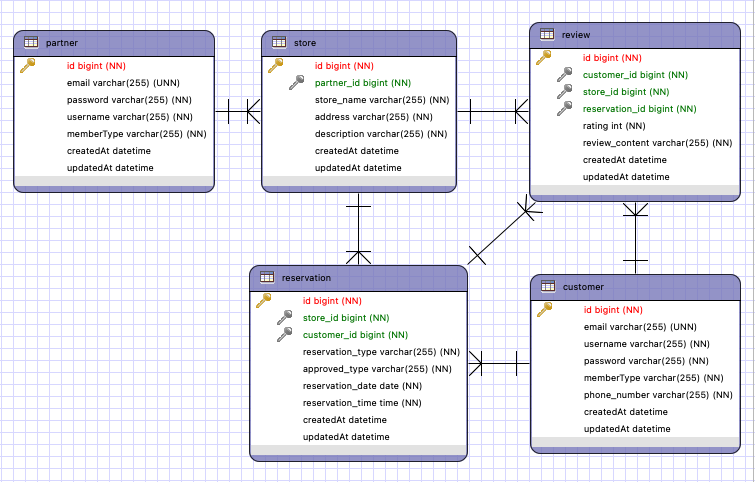 partner
id bigint (NN)
email varchar(255) (UNN)
password varchar(255) (NN)
username varchar(255) (NN)
memberType varchar(255) (NN)
createdAt datetime
updatedAt datetime
store
id bigint (NN)
partner_id bigint (NN)
store_name varchar(255) (NN)
address varchar(255) (NN)
description varchar(255) (NN)
createdAt datetime
updatedAt datetime
review
id bigint (NN)
customer_id bigint (NN)
store_id bigint (NN)
reservation_id bigint (NN)
rating int (NN)
review_content varchar(255) (NN)
createdAt datetime
updatedAt datetime
reservation
id bigint (NN)
store_id bigint (NN)
customer_id bigint (NN)
reservation_type varchar(255) (NN)
approved_type varchar(255) (NN)
reservation_date date (NN)
reservation_time time (NN)
createdAt datetime
updatedAt datetime
customer
id bigint (NN)
email varchar(255) (UNN)
username varchar(255) (NN)
password varchar(255) (NN)
memberType varchar(255) (NN)
phone_number varchar(255) (NN)
createdAt datetime
updatedAt datetime